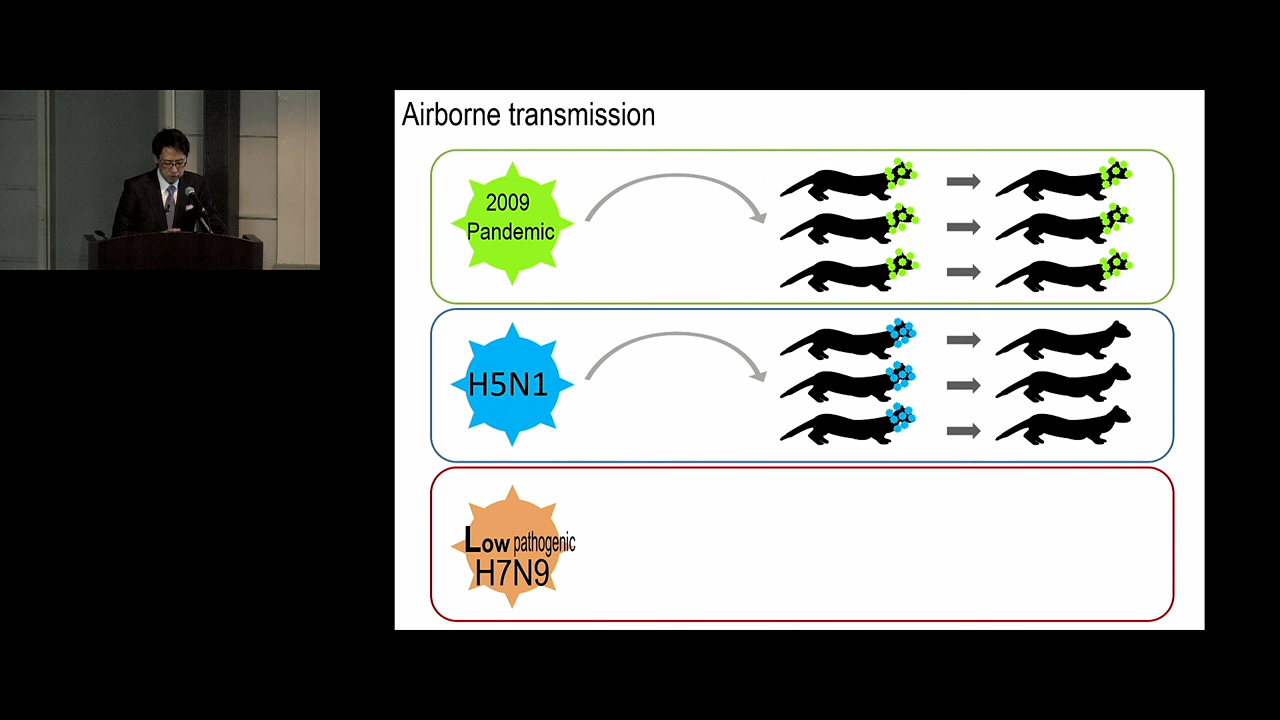 Airborne transmission
2009
Pandemic
H5N1
Low pathogenic
H7N9